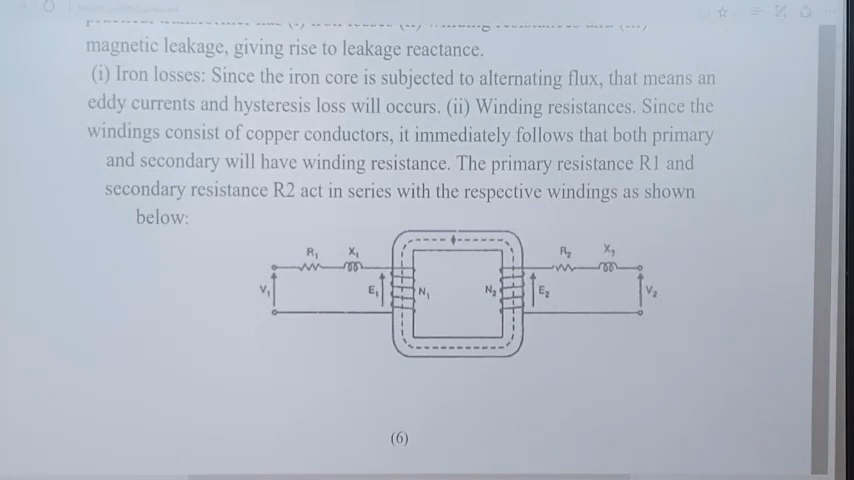 magnetic leakage, giving rise to leakage reactance.
(i) Iron losses: Since the iron core is subjected to alternating flux, that means an
eddy currents and hysteresis loss will occurs. (ii) Winding resistances. Since the
windings consist of copper conductors, it immediately follows that both primary
and secondary will have winding resistance. The primary resistance R1 and
secondary resistance R2 act in series with the respective windings as shown
below:
R₁ X₁ R₂ X₂
V₁ E₁ N₁ N₂ E₂ V₂
(6)